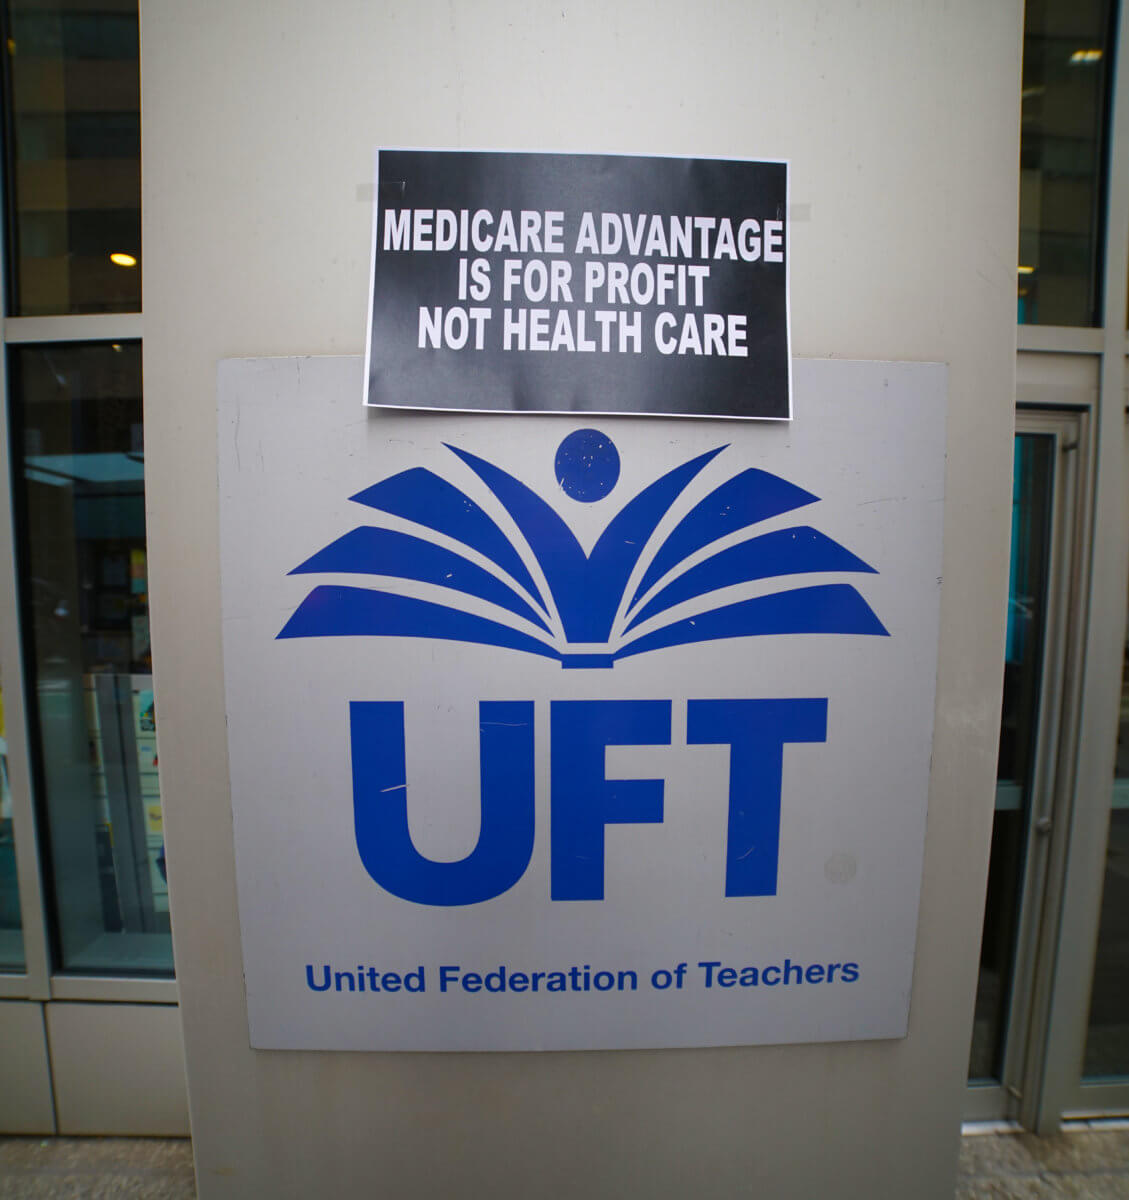 MEDICARE ADVANTAGE
IS FOR PROFIT
NOT HEALTH CARE
UFT
United Federation of Teachers